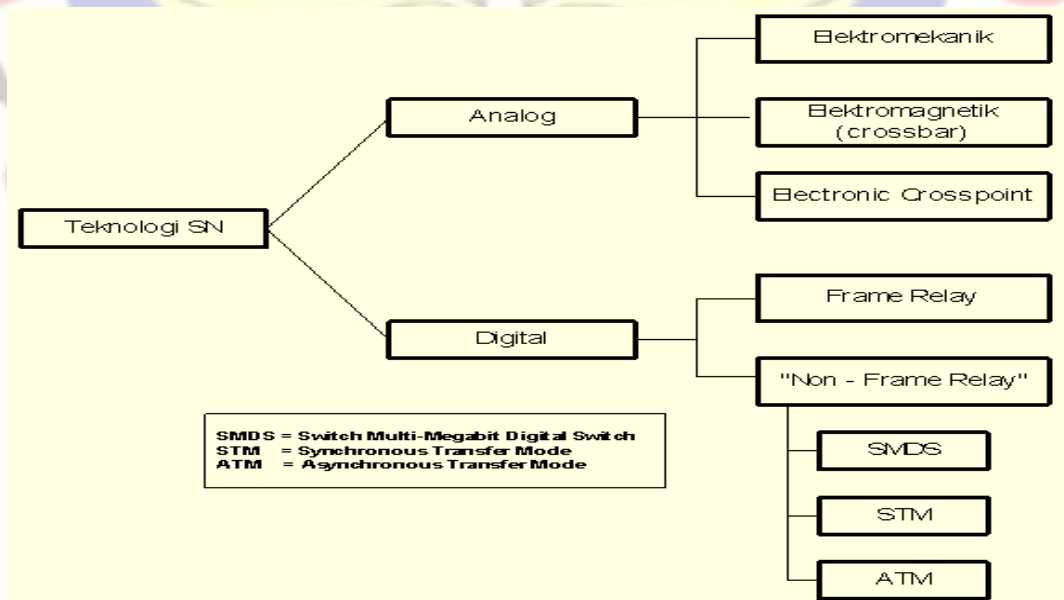 Elektromekanik
Analog
Elektromagnetik
(crossbar)
Electronic Crosspoint
Teknologi SN
Frame Relay
Digital
"Non - Frame Relay"
SMDS = Switch Multi-Megabit Digital Switch
STM = Synchronous Transfer Mode
ATM = Asynchronous Transfer Mode
SMDS
STM
ATM